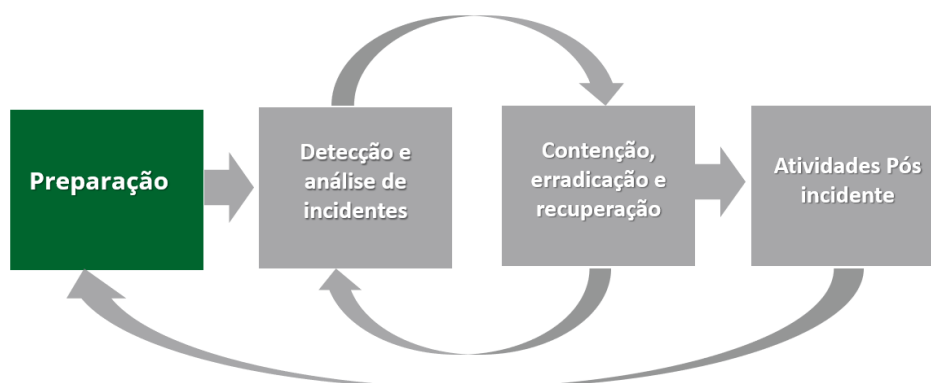 Preparação
Detecção e
análise de
incidentes
Contenção,
erradicação e
recuperação
Atividades Pós
incidente